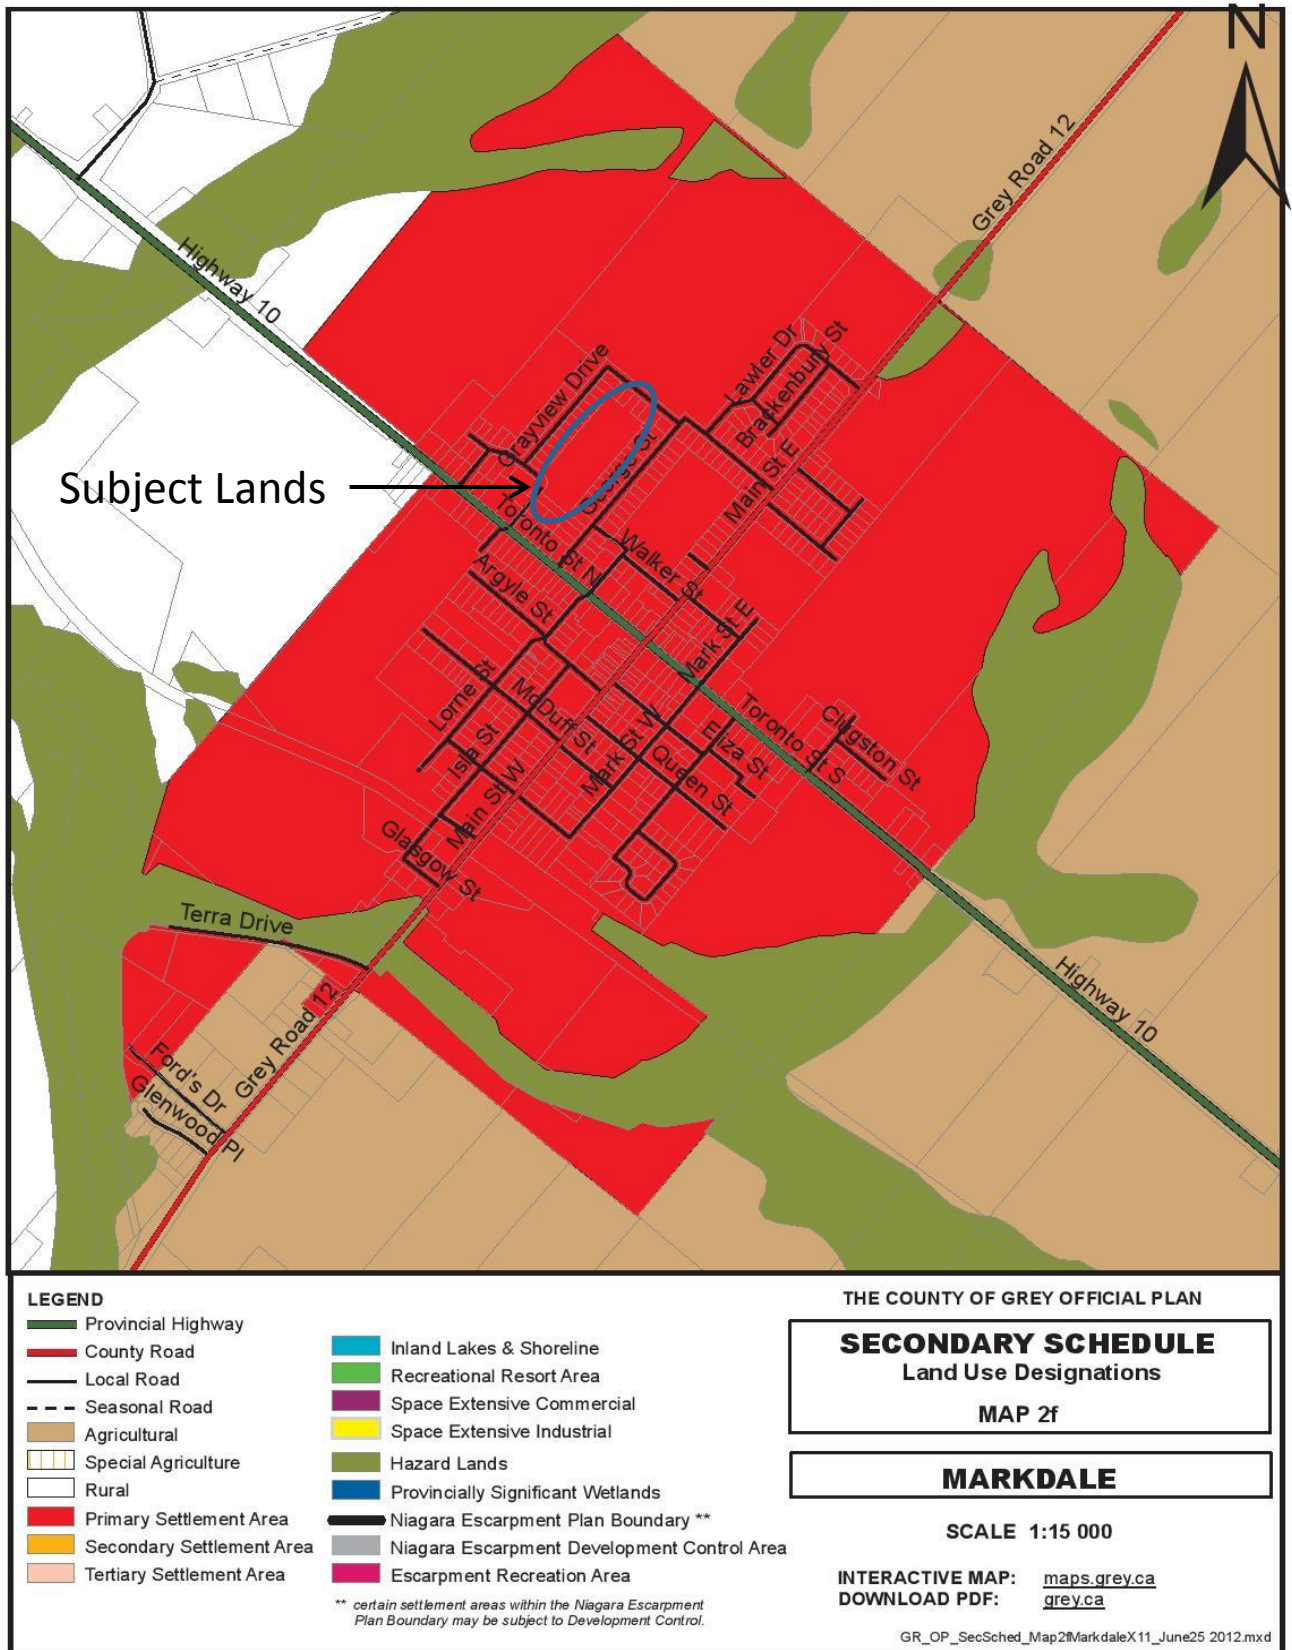 N
Grey Road 12
Highway 10
Lawler Dr
Brackenbury St
Grayview Drive
George St
Main St E
Subject Lands
Toronto St N
Walker St
Argyle St
Mark St E
Lorne St
McDuff St
Mark St W
Isla St
Eliza St
Toronto St S
Clugston St
Queen St
Main St W
Glasgow St
Terra Drive
Highway 10
Grey Road 12
Ford's Dr
Glenwood Pl
LEGEND
Provincial Highway
County Road
Local Road
Seasonal Road
Agricultural
Special Agriculture
Rural
Primary Settlement Area
Secondary Settlement Area
Tertiary Settlement Area
Inland Lakes & Shoreline
Recreational Resort Area
Space Extensive Commercial
Space Extensive Industrial
Hazard Lands
Provincially Significant Wetlands
Niagara Escarpment Plan Boundary **
Niagara Escarpment Development Control Area
Escarpment Recreation Area
** certain settlement areas within the Niagara Escarpment
Plan Boundary may be subject to Development Control.
THE COUNTY OF GREY OFFICIAL PLAN
SECONDARY SCHEDULE
Land Use Designations
MAP 2f
MARKDALE
SCALE 1:15 000
INTERACTIVE MAP: maps.grey.ca
DOWNLOAD PDF: grey.ca
GR_OP_SecSched_Map2fMarkdaleX11_June25 2012.mxd